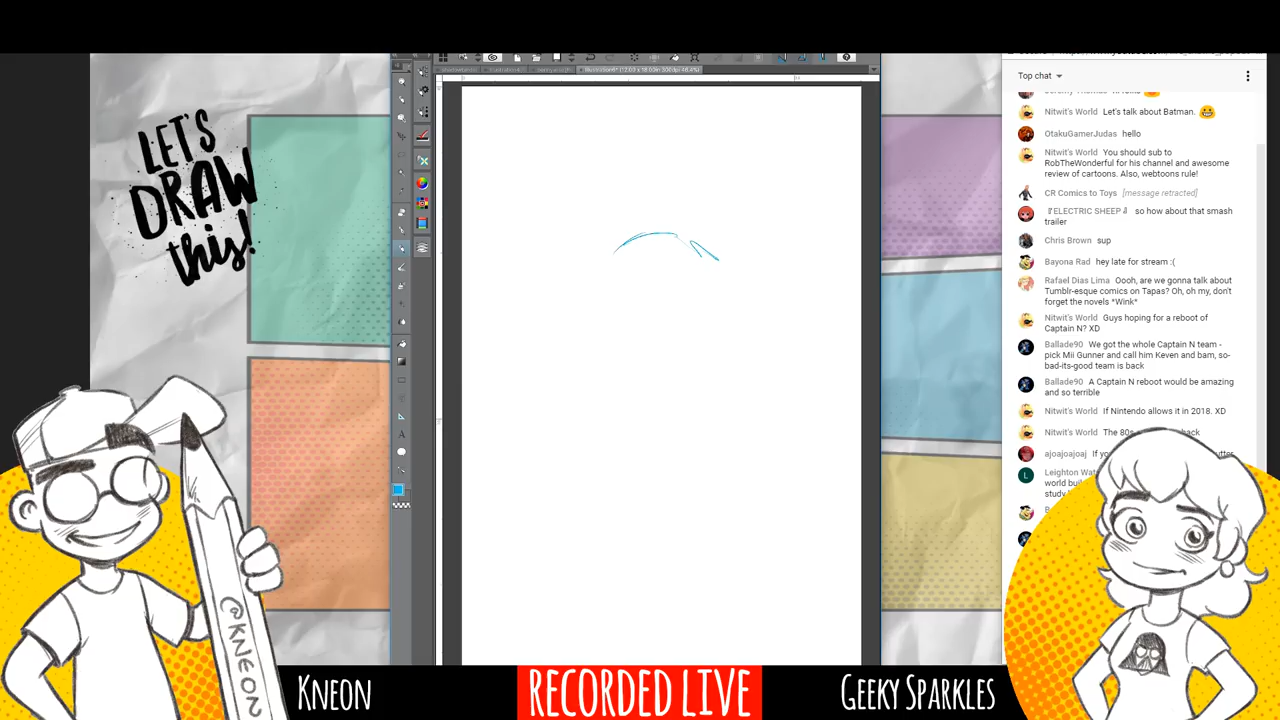 Top chat
Nitwit's World Let's talk about Batman.
OtakuGamerJudas hello
Nitwit's World You should sub to
RobTheWonderful for his channel and awesome
review of cartoons. Also, webtoons rule!
CR Comics to Toys [message retracted]
『ELECTRIC SHEEP』 so how about that smash
trailer
Chris Brown sup
Bayona Rad hey late for stream :(
Rafael Dias Lima Oooh, are we gonna talk about
Tumblr-esque comics on Tapas? Oh, oh my, don't
forget the novels *Wink*
Nitwit's World Guys hoping for a reboot of
Captain N? XD
Ballade90 We got the whole Captain N team -
pick Mii Gunner and call him Keven and bam, so-
bad-its-good team is back
Ballade90 A Captain N reboot would be amazing
and so terrible
Nitwit's World If Nintendo allows it in 2018. XD
Nitwit's World The 80s
ajoajoajoaj If
Leighton
world
study
LET'S
DRAW
this!
@KNEON
KNEON
RECORDED LIVE
GEEKY SPARKLES